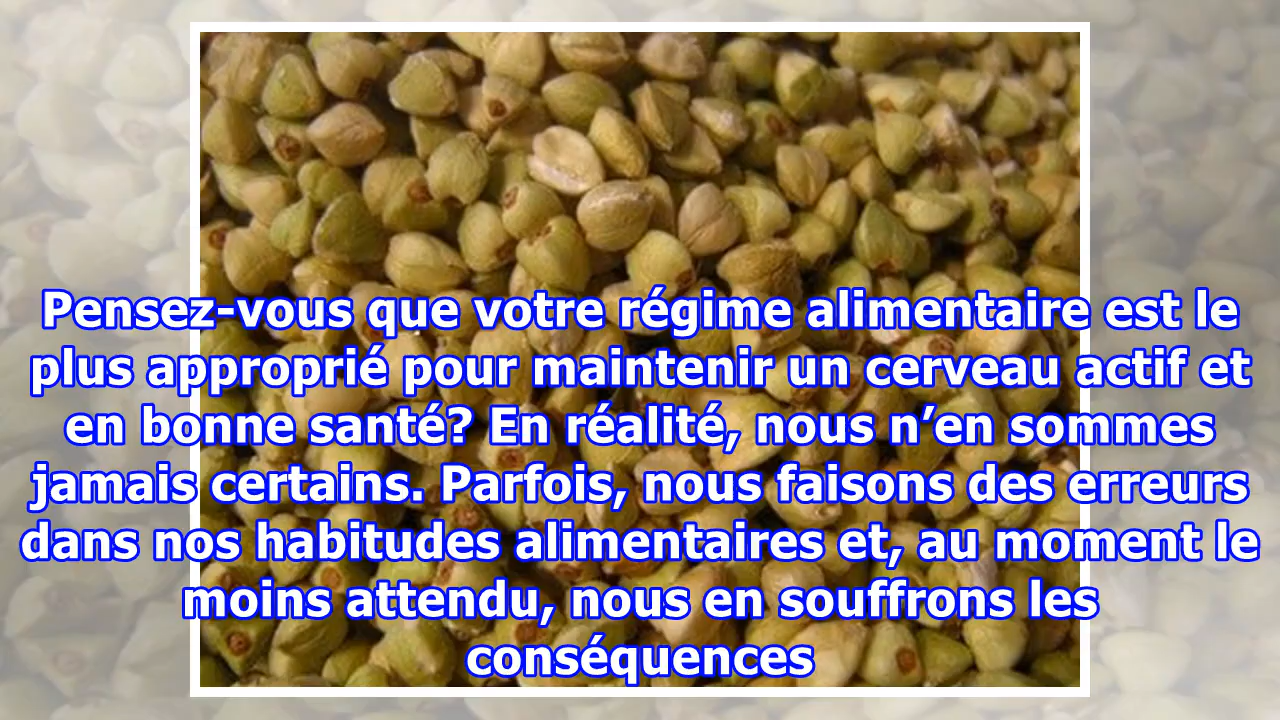 Pensez-vous que votre régime alimentaire est le
plus approprié pour maintenir un cerveau actif et
en bonne santé? En réalité, nous n’en sommes
jamais certains. Parfois, nous faisons des erreurs
dans nos habitudes alimentaires et, au moment le
moins attendu, nous en souffrons les
conséquences